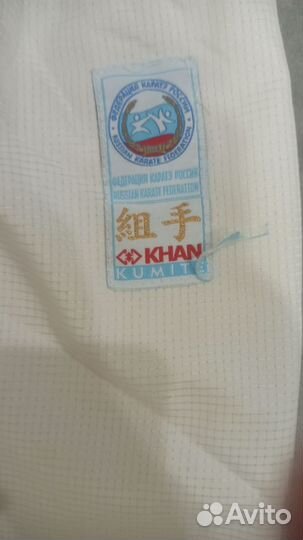 ФЕДЕРАЦИЯ КАРАТЭ РОССИИ
RUSSIAN KARATE FEDERATION
ФЕДЕРАЦИЯ КАРАТЭ РОССИИ
RUSSIAN KARATE FEDERATION
組手
KHAN
KUMITE
Avito